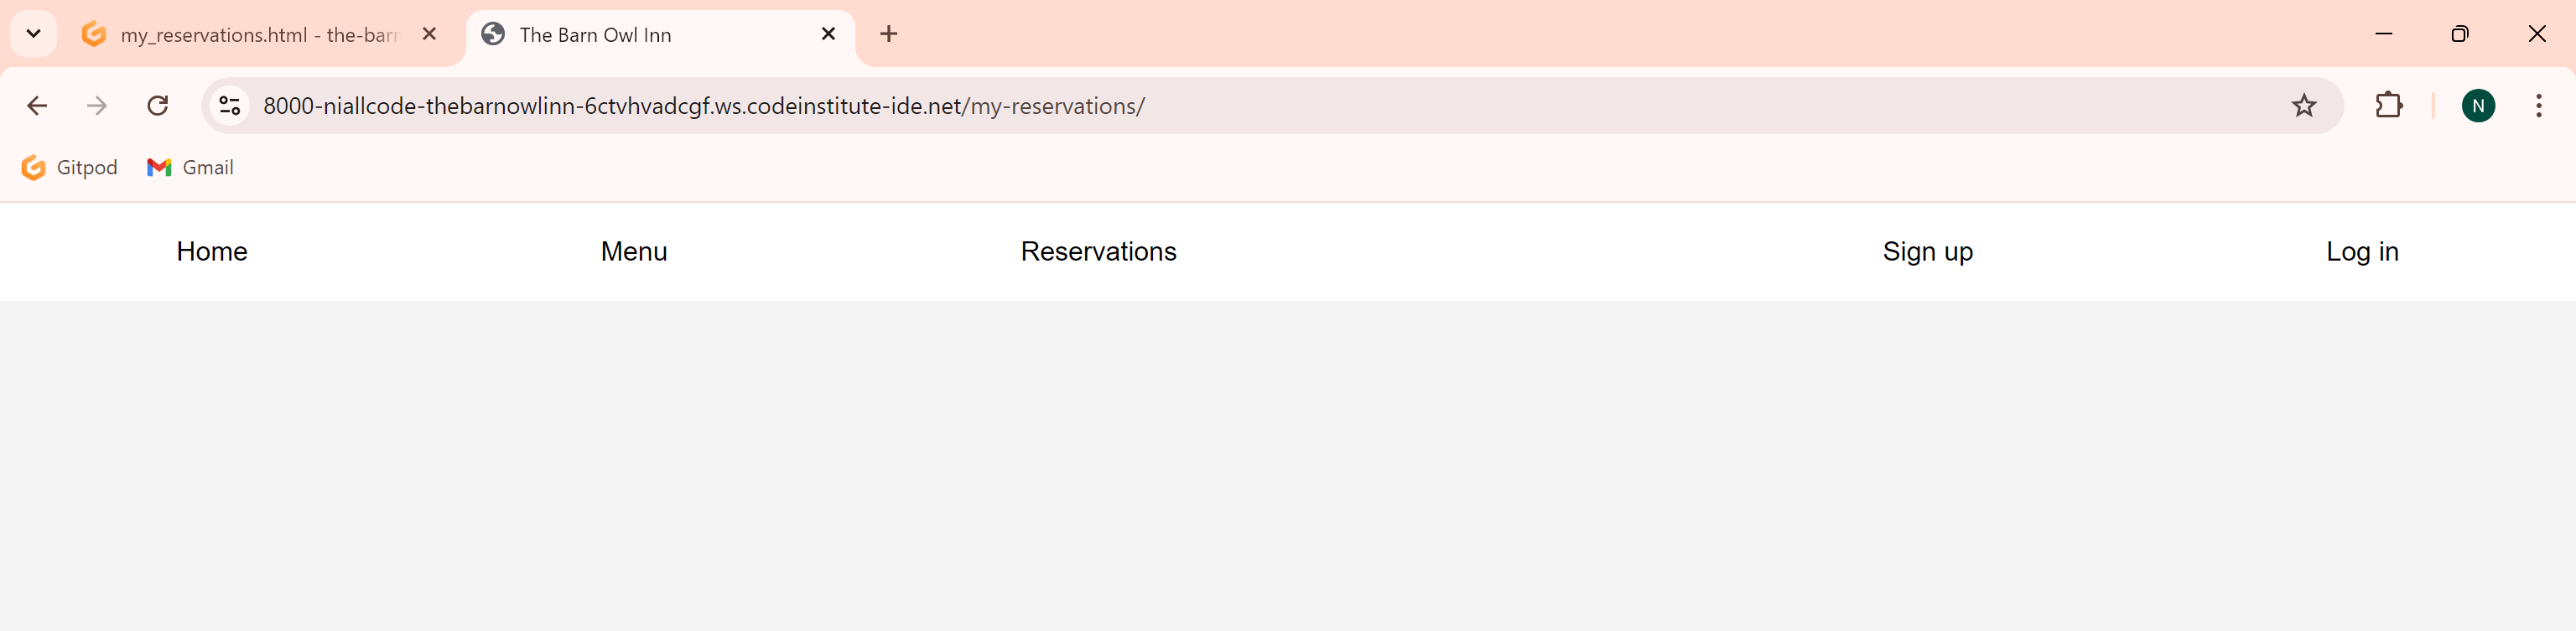 my_reservations.html - the-barn
The Barn Owl Inn
8000-niallcode-thebarnowlinn-6ctvhvadcgf.ws.codeinstitute-ide.net/my-reservations/
N
Gitpod
Gmail
Home
Menu
Reservations
Sign up
Log in